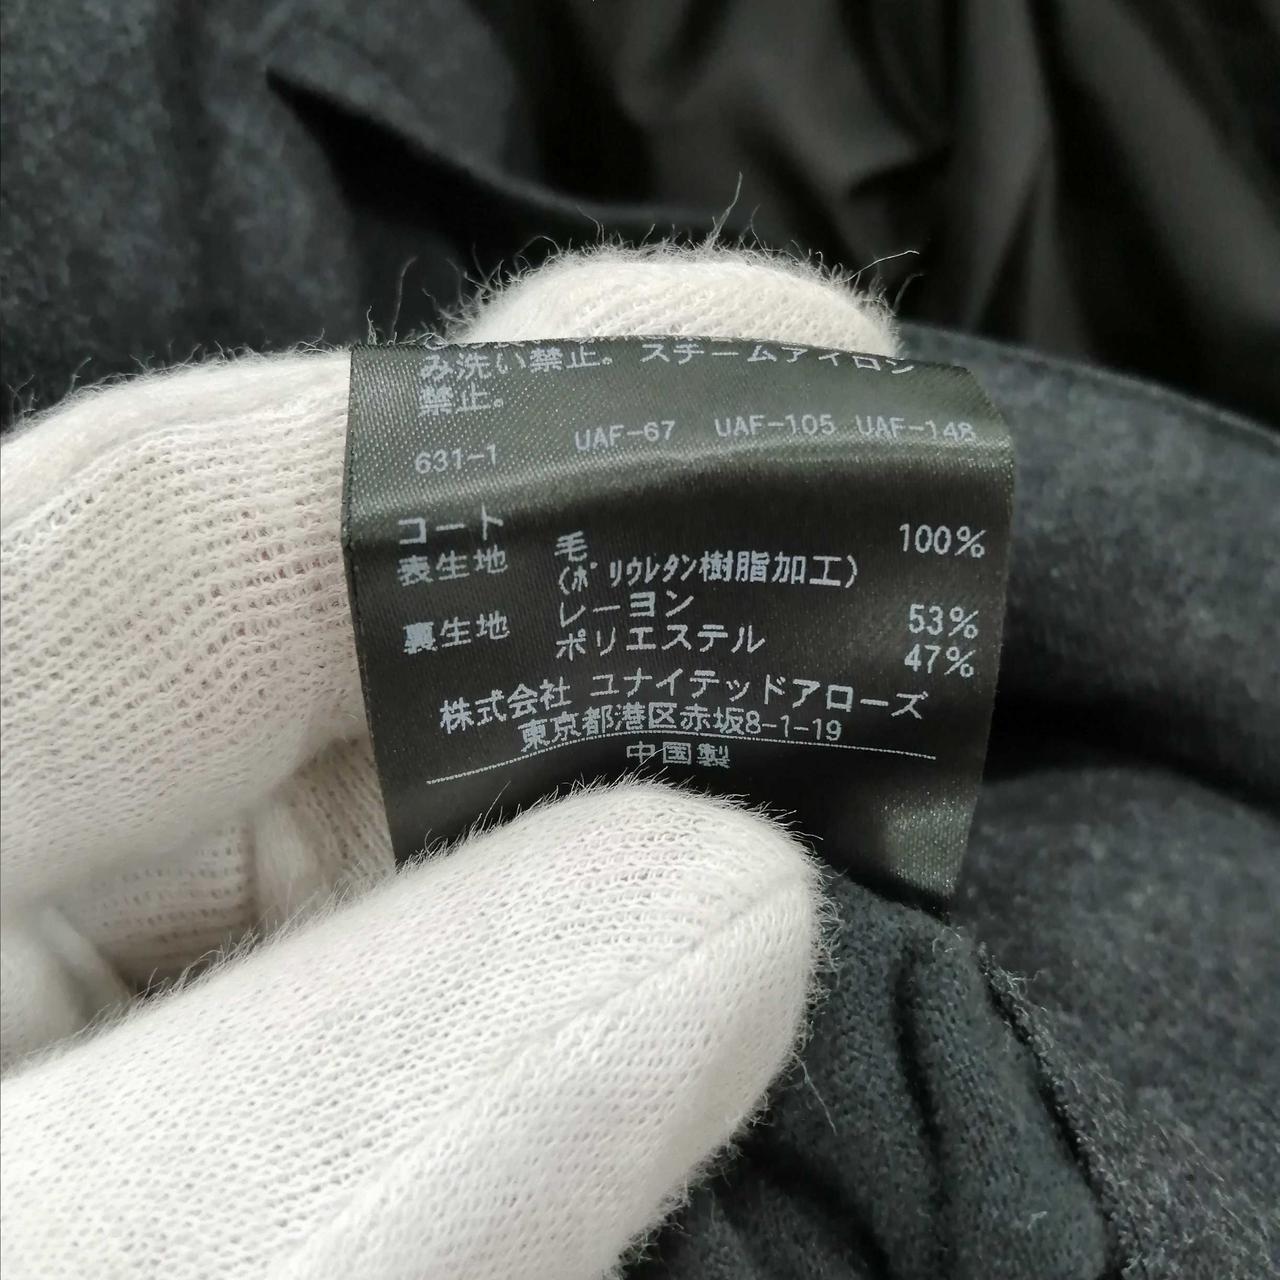 み洗い禁止。スチームアイロン
禁止。
631-1 UAF-67 UAF-105 UAF-148
コート
表生地 毛 100%
(ポリウレタン樹脂加工)
裏生地 レーヨン 53%
ポリエステル 47%
株式会社 ユナイテッドアローズ
東京都港区赤坂8-1-19
中国製